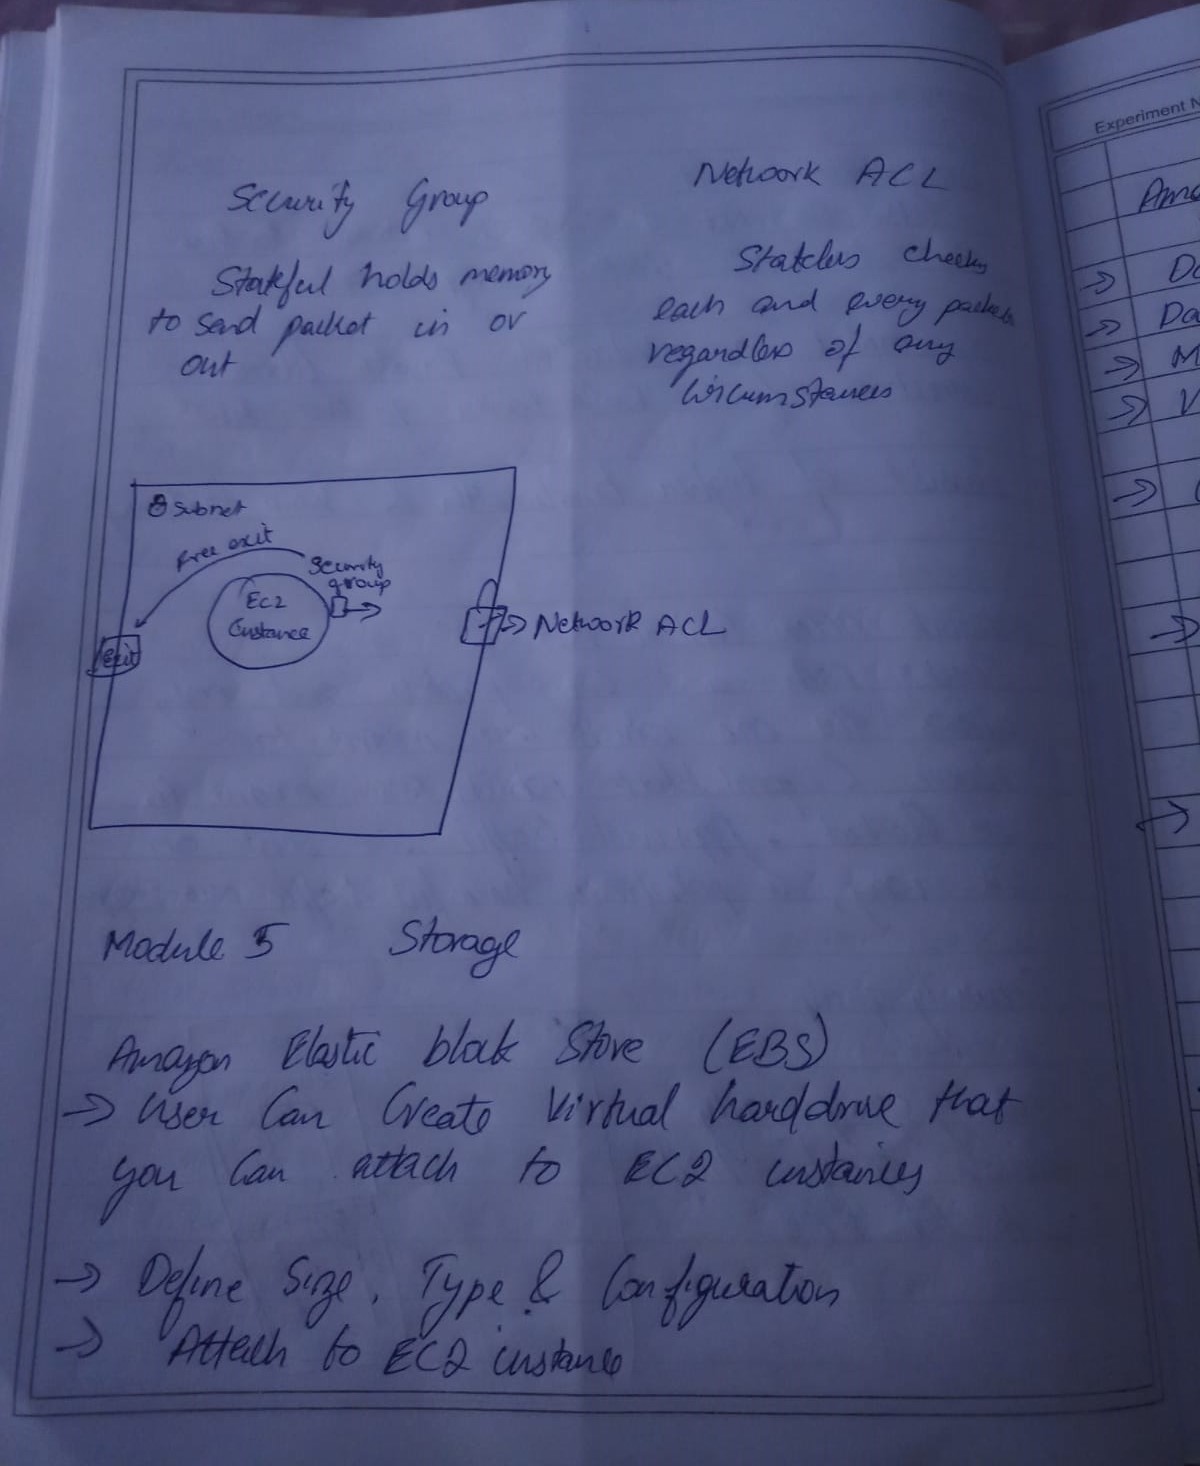 Security Group
Stateful holds memory
to send packet in or
out
Network ACL
Stateless checks
each and every packets
regardless of any
circumstances
Subnet
free exit
Security
group
EC2
instance
exit
Network ACL
Module 5 Storage
Amazon Elastic block Store (EBS)
→ User Can Create Virtual harddrive that
you Can attach to EC2 instances
→ Define Size, Type & Configuration
→ Attach to EC2 instance
Experiment N
→
→
→ M
→ V
→
→
→